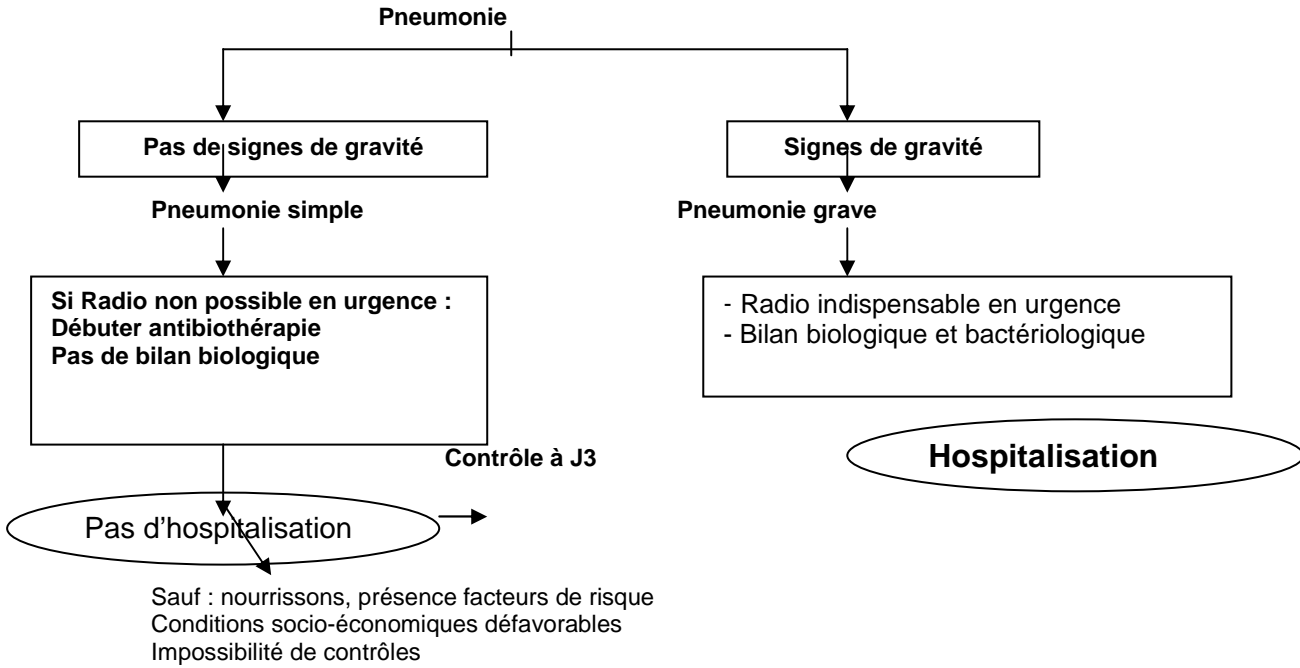 Pneumonie
Pas de signes de gravité
Signes de gravité
Pneumonie simple
Pneumonie grave
Si Radio non possible en urgence :
Débuter antibiothérapie
Pas de bilan biologique
- Radio indispensable en urgence
- Bilan biologique et bactériologique
Contrôle à J3
Hospitalisation
Pas d’hospitalisation
Sauf : nourrissons, présence facteurs de risque
Conditions socio-économiques défavorables
Impossibilité de contrôles